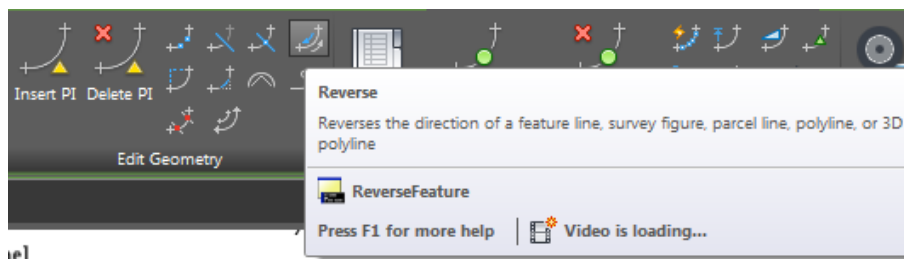 Insert PI Delete PI
Edit Geometry
Reverse
Reverses the direction of a feature line, survey figure, parcel line, polyline, or 3D
polyline
ReverseFeature
Press F1 for more help
Video is loading...